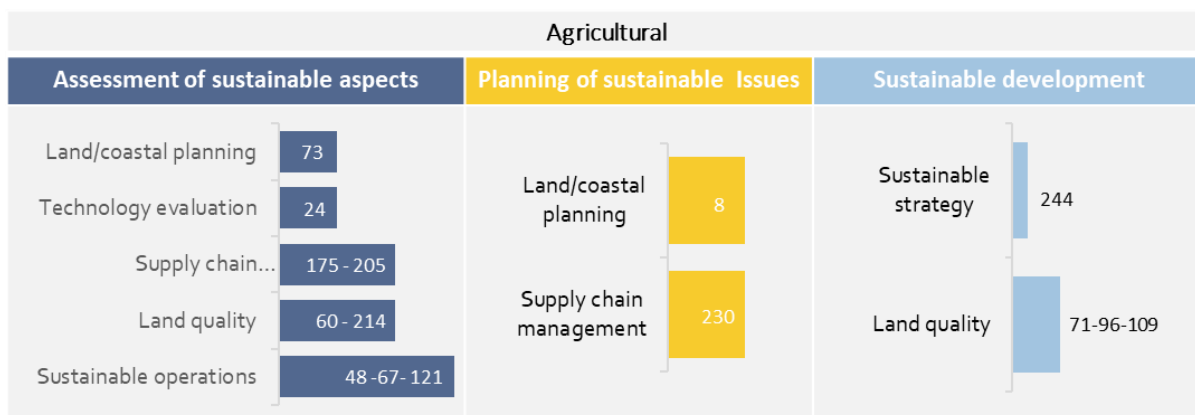 Agricultural
Assessment of sustainable aspects
Land/coastal planning
73
Technology evaluation
24
Supply chain...
175 - 205
Land quality
60 - 214
Sustainable operations
48 -67- 121
Planning of sustainable Issues
Land/coastal
planning
8
Supply chain
management
230
Sustainable development
Sustainable
strategy
244
Land quality
71-96-109